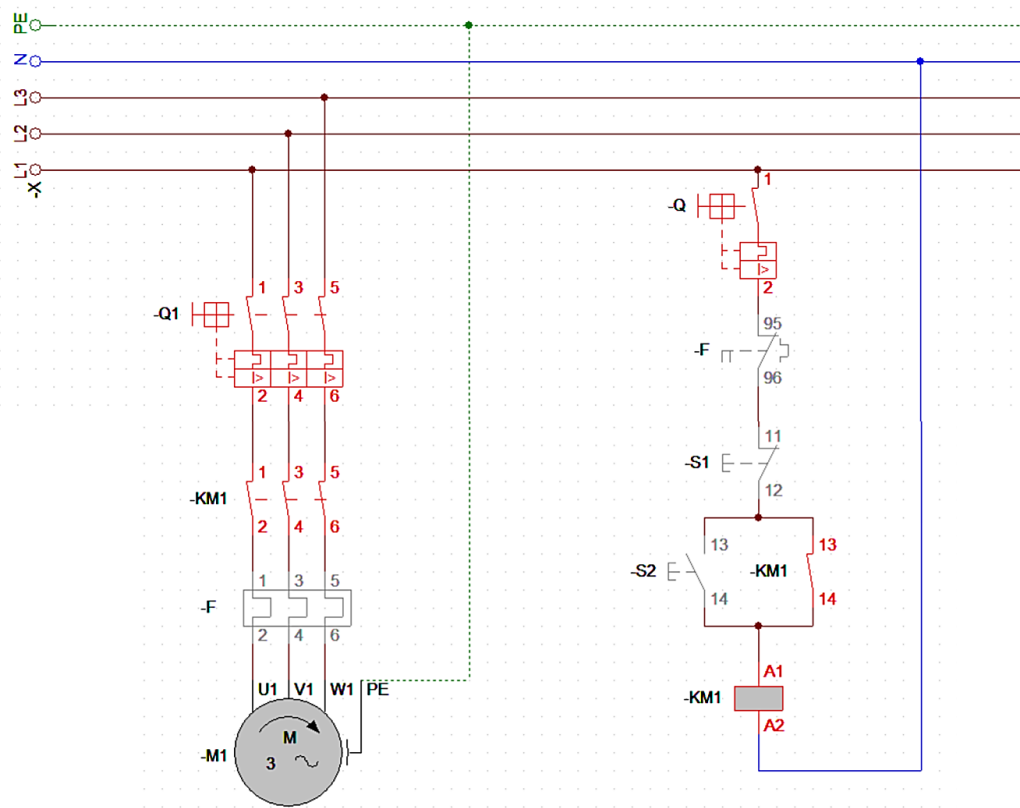 PE
N
L3
L2
L1
-X
1
-Q
2
1 3 5
-Q1
2 4 6
95
-F
96
11
-S1
12
1 3 5
-KM1
2 4 6
13 13
-S2 -KM1
14 14
1 3 5
-F
2 4 6
A1
-KM1
A2
U1 V1 W1 PE
M
3
-M1